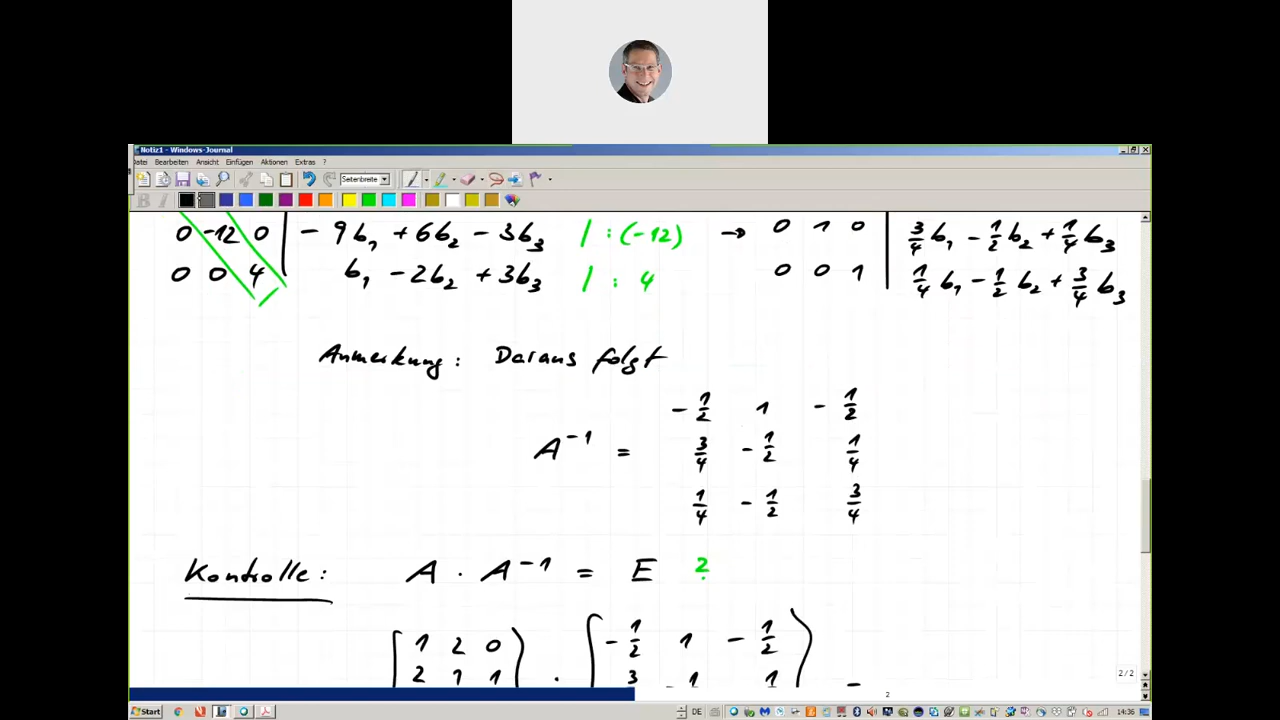 Notiz1 - Windows-Journal
Datei Bearbeiten Ansicht Einfügen Aktionen Extras ?
Seitenbreite
0 -12 0 | - 9b₁ + 6b₂ - 3b₃ / : (-12) → 0 1 0 | 3/4 b₁ - 1/2 b₂ + 1/4 b₃
0 0 4 | b₁ - 2b₂ + 3b₃ / : 4 0 0 1 | 1/4 b₁ - 1/2 b₂ + 3/4 b₃
Anmerkung: Daraus folgt
- 1/2 1 - 1/2
A⁻¹ = 3/4 - 1/2 1/4
1/4 - 1/2 3/4
Kontrolle: A · A⁻¹ = E ?
( 1 2 0 ) ( - 1/2 1 - 1/2 )
2 1 1 · 3 - 1 1 =
2/2
2
Start
DE
14:36